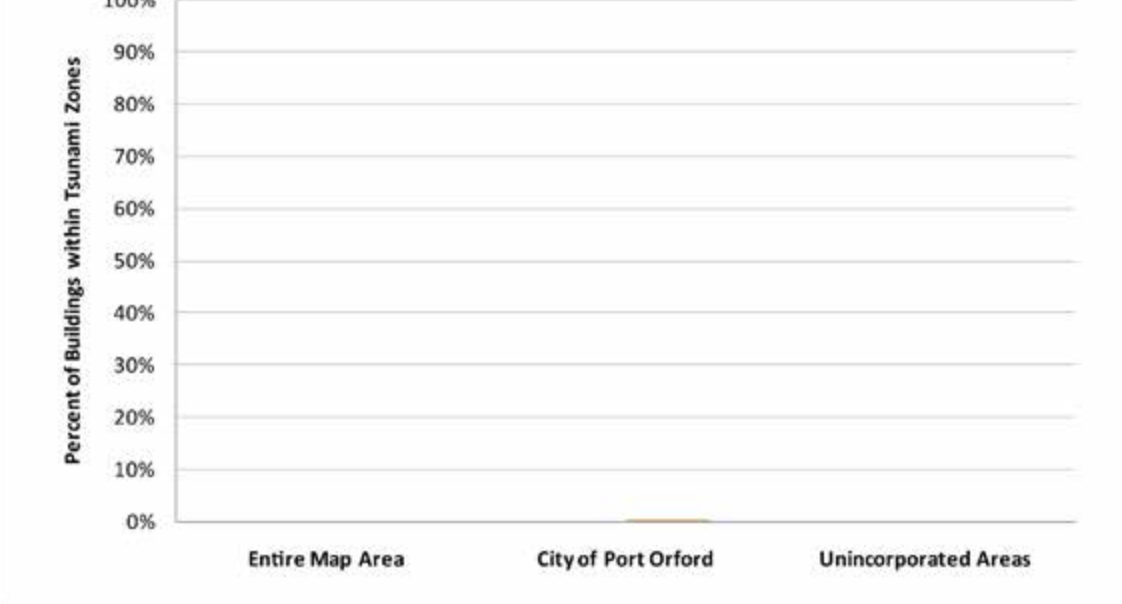 100%
90%
80%
70%
60%
50%
40%
30%
20%
10%
0%
Percent of Buildings within Tsunami Zones
Entire Map Area
City of Port Orford
Unincorporated Areas